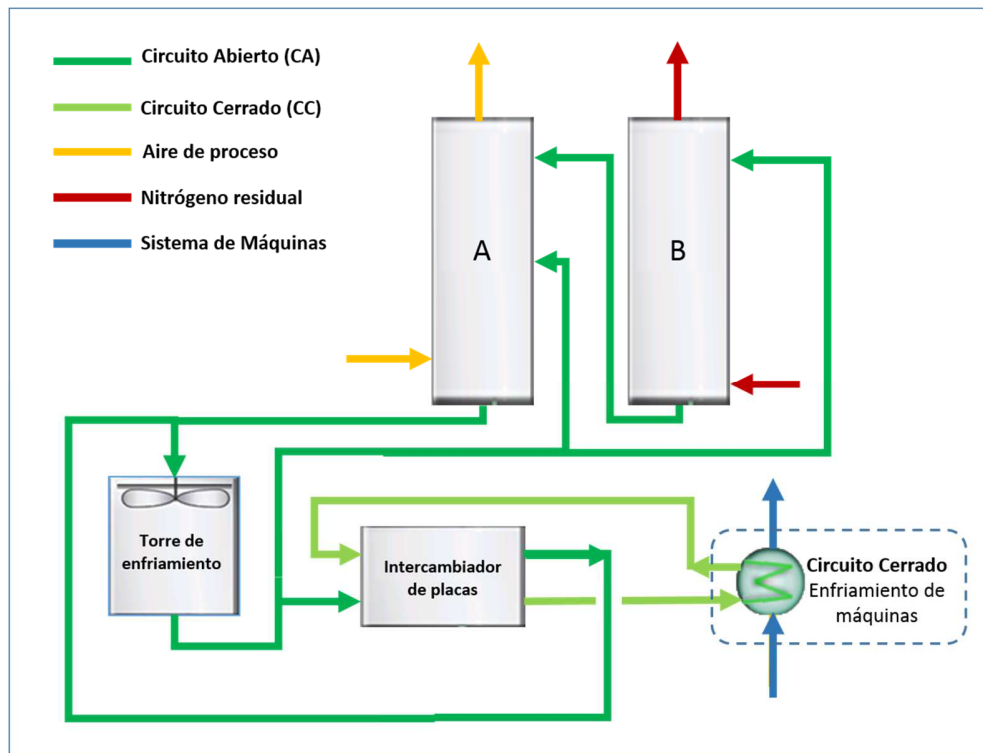 Circuito Abierto (CA)
Circuito Cerrado (CC)
Aire de proceso
Nitrógeno residual
Sistema de Máquinas
A
B
Torre de
enfriamiento
Intercambiador
de placas
Circuito Cerrado
Enfriamiento de
máquinas